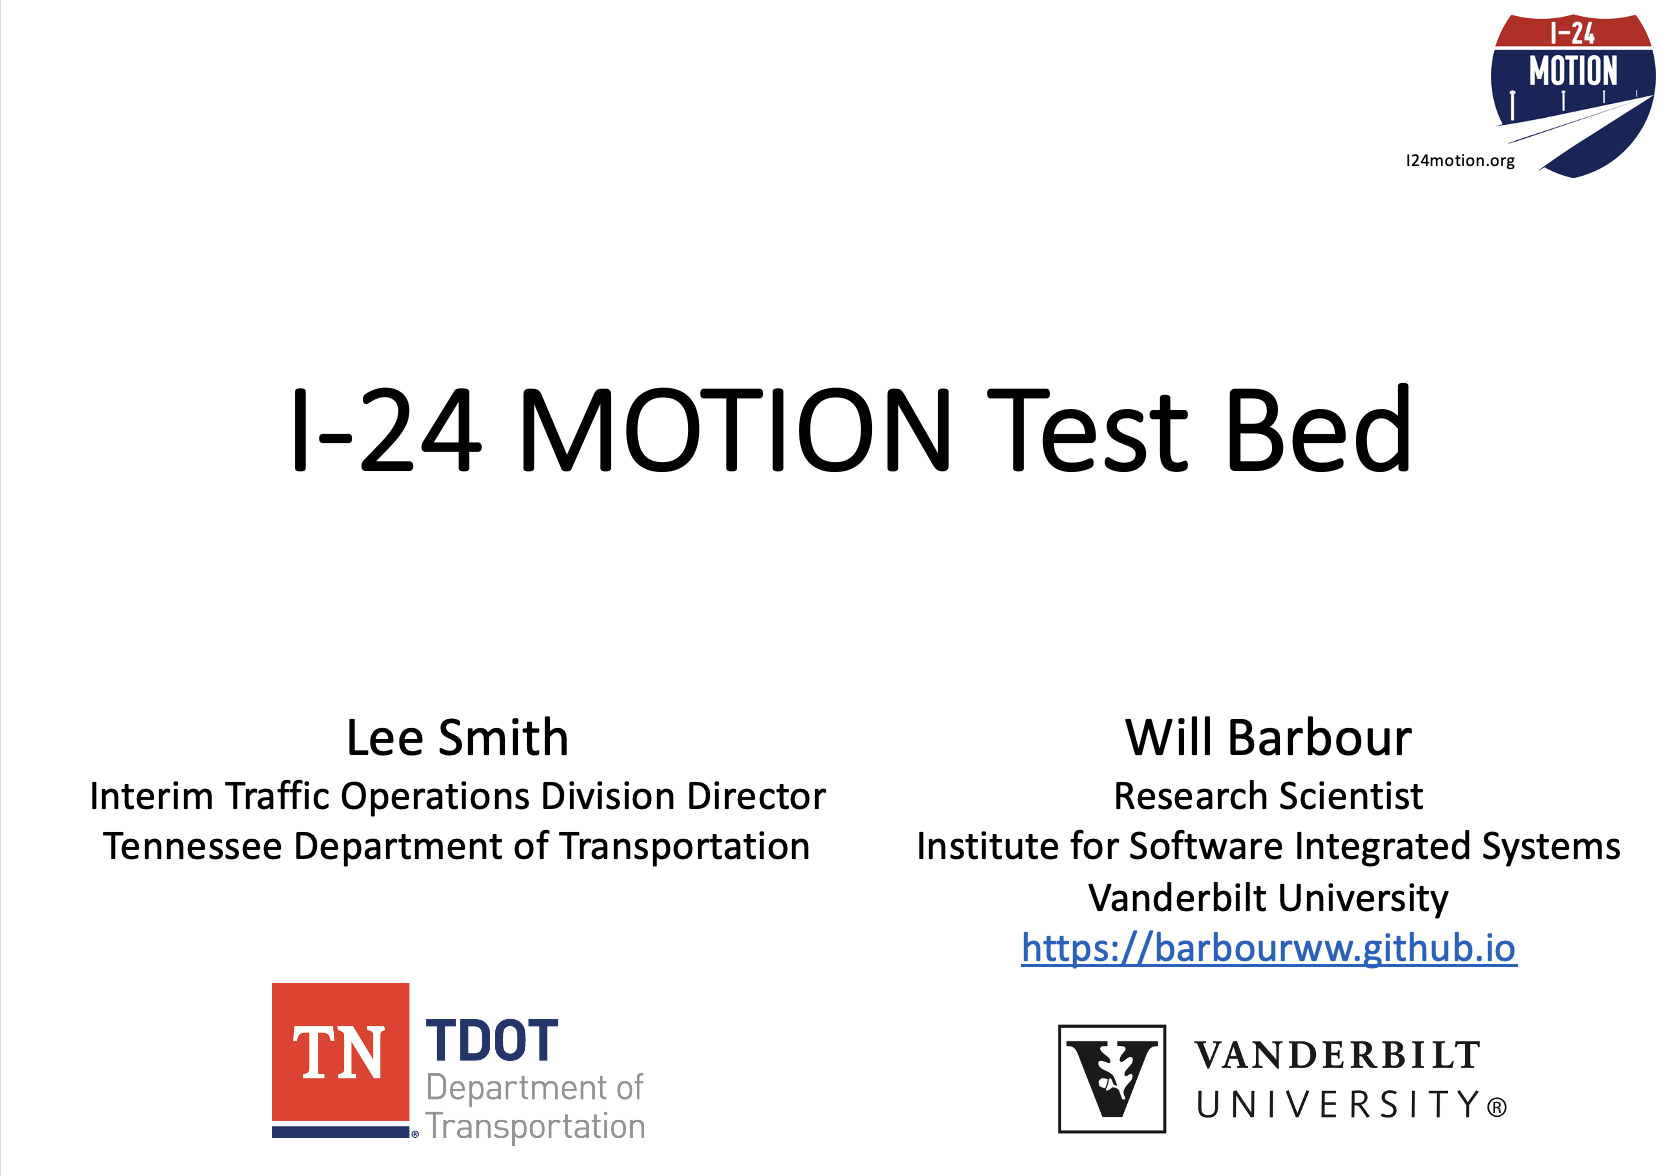 I-24
MOTION
I24motion.org
I-24 MOTION Test Bed
Lee Smith
Interim Traffic Operations Division Director
Tennessee Department of Transportation
Will Barbour
Research Scientist
Institute for Software Integrated Systems
Vanderbilt University
https://barbourww.github.io
TN
®
TDOT
Department of
Transportation
V
VANDERBILT
UNIVERSITY®